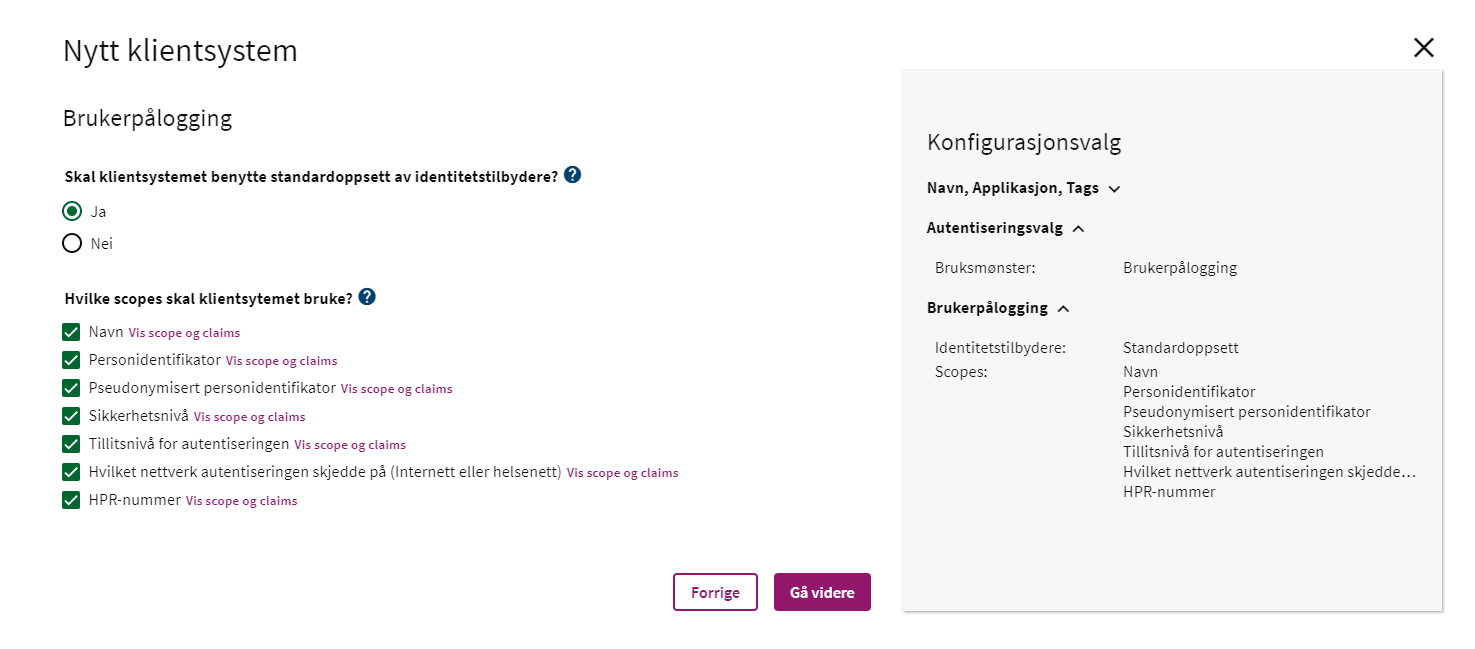 Nytt klientsystem
Brukerpålogging
Skal klientsystemet benytte standardoppsett av identitetstilbydere? ?
Ja
Nei
Hvilke scopes skal klientsytemet bruke? ?
Navn Vis scope og claims
Personidentifikator Vis scope og claims
Pseudonymisert personidentifikator Vis scope og claims
Sikkerhetsnivå Vis scope og claims
Tillitsnivå for autentiseringen Vis scope og claims
Hvilket nettverk autentiseringen skjedde på (Internett eller helsenett) Vis scope og claims
HPR-nummer Vis scope og claims
Forrige
Gå videre
Konfigurasjonsvalg
Navn, Applikasjon, Tags
Autentiseringsvalg
Bruksmønster: Brukerpålogging
Brukerpålogging
Identitetstilbydere: Standardoppsett
Scopes: Navn
Personidentifikator
Pseudonymisert personidentifikator
Sikkerhetsnivå
Tillitsnivå for autentiseringen
Hvilket nettverk autentiseringen skjedde...
HPR-nummer